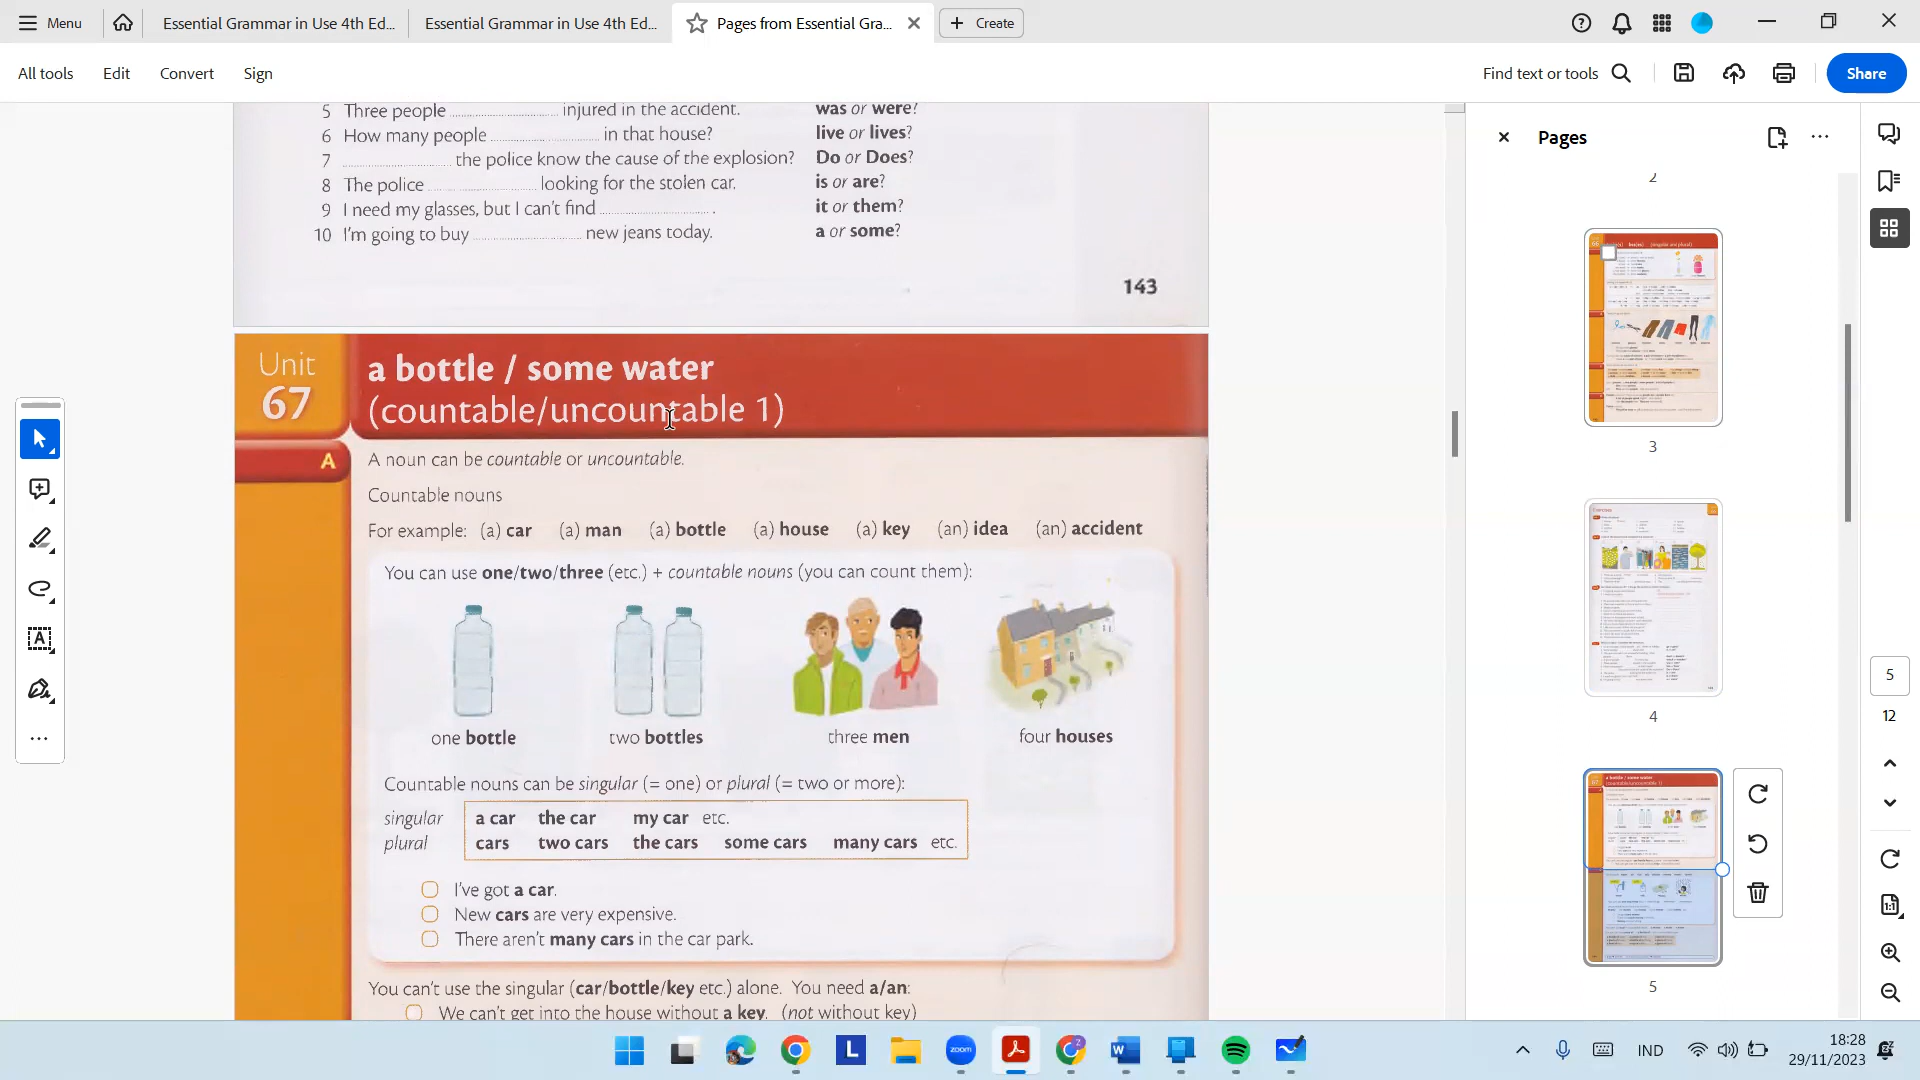 Menu
Essential Grammar in Use 4th Ed...
Essential Grammar in Use 4th Ed...
Pages from Essential Gra...
Create
All tools
Edit
Convert
Sign
Find text or tools
Share
5 Three people ............ injured in the accident. was or were?
6 How many people ............ in that house? live or lives?
7 ............ the police know the cause of the explosion? Do or Does?
8 The police ............ looking for the stolen car. is or are?
9 I need my glasses, but I can't find ............ . it or them?
10 I'm going to buy ............ new jeans today. a or some?
143
Unit
67
a bottle / some water
(countable/uncountable 1)
A
A noun can be countable or uncountable.
Countable nouns
For example: (a) car (a) man (a) bottle (a) house (a) key (an) idea (an) accident
You can use one/two/three (etc.) + countable nouns (you can count them):
one bottle two bottles three men four houses
Countable nouns can be singular (= one) or plural (= two or more):
singular a car the car my car etc.
plural cars two cars the cars some cars many cars etc.
I've got a car.
New cars are very expensive.
There aren't many cars in the car park.
You can't use the singular (car/bottle/key etc.) alone. You need a/an:
We can't get into the house without a key. (not without key)
Pages
2
3
4
5
5
12
1:1
zoom
L
W
IND
18:28
29/11/2023